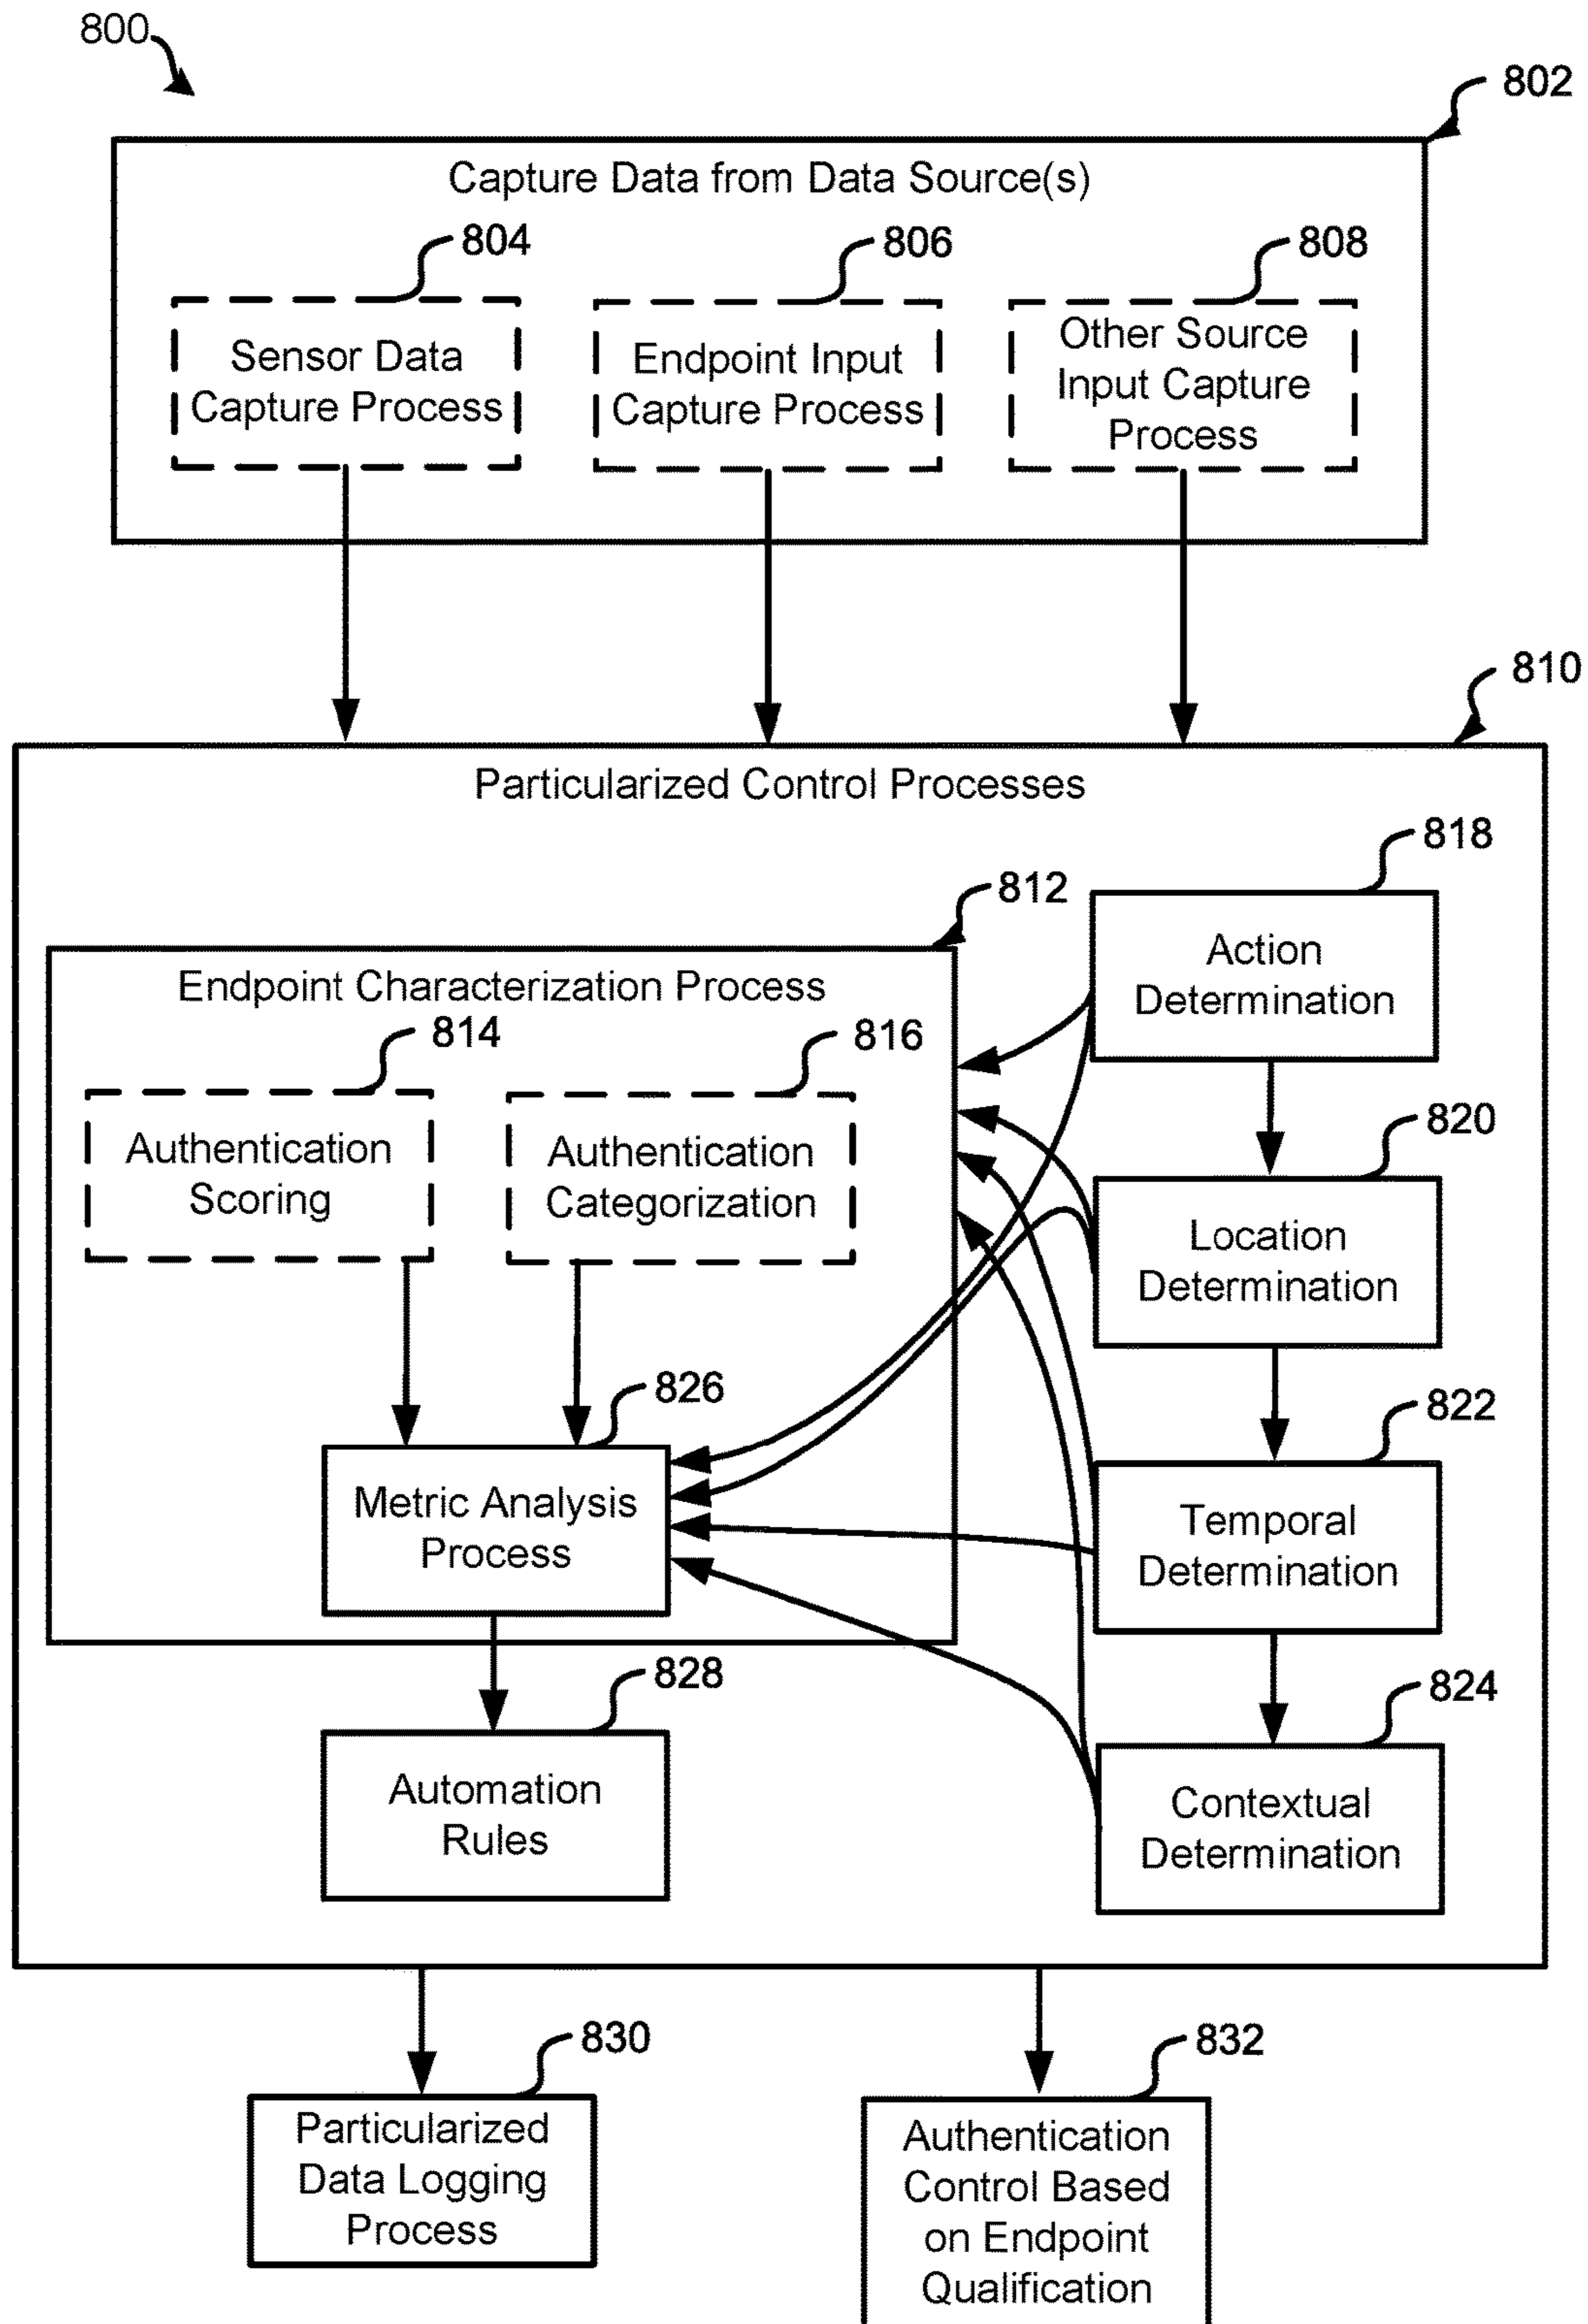 800
802
Capture Data from Data Source(s)
804
806
808
Sensor Data
Capture Process
Endpoint Input
Capture Process
Other Source
Input Capture
Process
810
Particularized Control Processes
818
812
Action
Determination
Endpoint Characterization Process
814
816
Authentication
Scoring
Authentication
Categorization
820
Location
Determination
826
822
Metric Analysis
Process
Temporal
Determination
828
824
Automation
Rules
Contextual
Determination
830
832
Particularized
Data Logging
Process
Authentication
Control Based
on Endpoint
Qualification